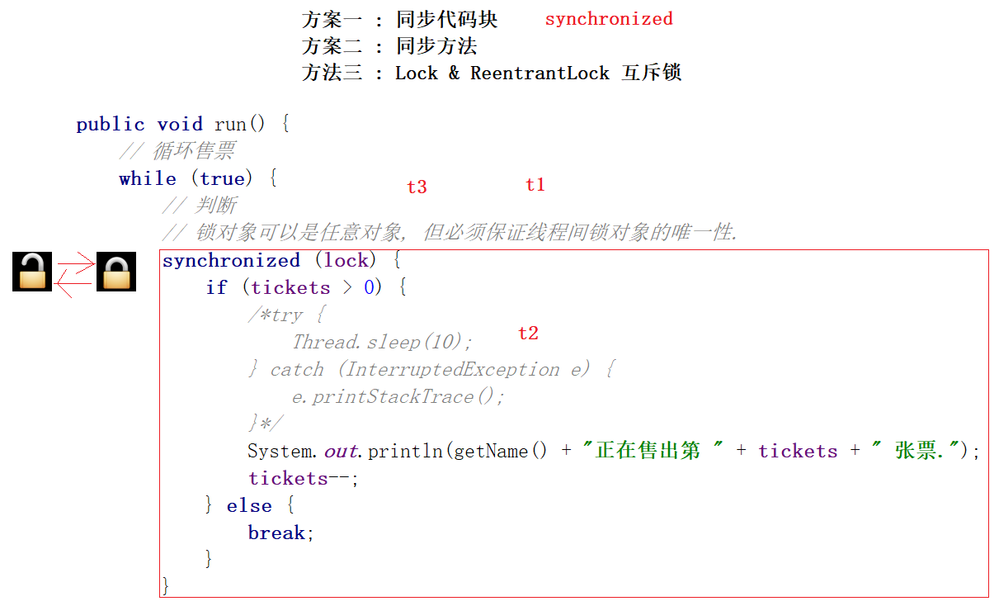 方案一 : 同步代码块 synchronized
方案二 : 同步方法
方法三 : Lock & ReentrantLock 互斥锁
public void run() {
// 循环售票
while (true) { t3 t1
// 判断
// 锁对象可以是任意对象, 但必须保证线程间锁对象的唯一性.
synchronized (lock) {
if (tickets > 0) {
/*try {
Thread.sleep(10); t2
} catch (InterruptedException e) {
e.printStackTrace();
}*/
System.out.println(getName() + "正在售出第 " + tickets + " 张票.");
tickets--;
} else {
break;
}
}